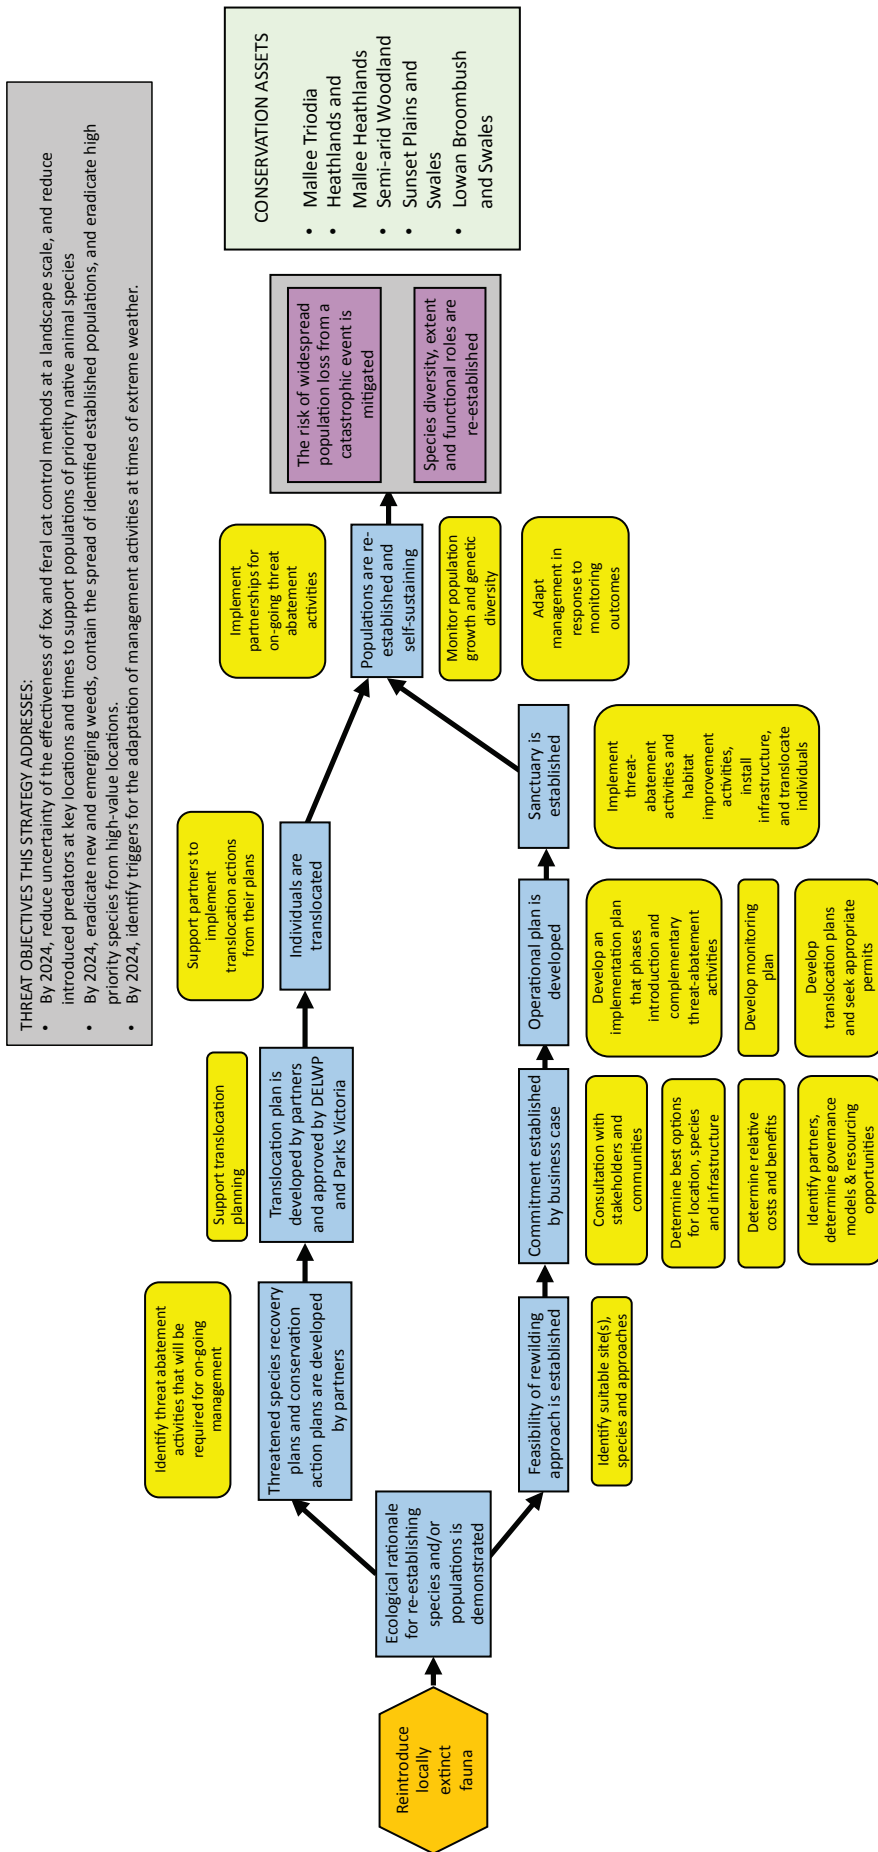 THREAT OBJECTIVES THIS STRATEGY ADDRESSES:
• By 2024, reduce uncertainty of the effectiveness of fox and feral cat control methods at a landscape scale, and reduce
introduced predators at key locations and times to support populations of priority native animal species
• By 2024, eradicate new and emerging weeds, contain the spread of identified established populations, and eradicate high
priority species from high-value locations.
• By 2024, identify triggers for the adaptation of management activities at times of extreme weather.
Reintroduce
locally
extinct
fauna
Ecological rationale
for re-establishing
species and/or
populations is
demonstrated
Identify threat abatement
activities that will be
required for on-going
management
Threatened species recovery
plans and conservation
action plans are developed
by partners
Support translocation
planning
Translocation plan is
developed by partners
and approved by DELWP
and Parks Victoria
Support partners to
implement
translocation actions
from their plans
Individuals are
translocated
Feasibility of rewilding
approach is established
Identify suitable site(s),
species and approaches
Commitment established
by business case
Consultation with
stakeholders and
communities
Determine best options
for location, species
and infrastructure
Determine relative
costs and benefits
Identify partners,
determine governance
models & resourcing
opportunities
Operational plan is
developed
Develop an
implementation plan
that phases
introduction and
complementary
threat-abatement
activities
Develop monitoring
plan
Develop
translocation plans
and seek appropriate
permits
Sanctuary is
established
Implement
threat-
abatement
activities and
habitat
improvement
activities,
install
infrastructure,
and translocate
individuals
Implement
partnerships for
on-going threat
abatement
activities
Populations are re-
established and
self-sustaining
Monitor population
growth and genetic
diversity
Adapt
management in
response to
monitoring
outcomes
The risk of widespread
population loss from a
catastrophic event is
mitigated
Species diversity, extent
and functional roles are
re-established
CONSERVATION ASSETS
• Mallee Triodia
• Heathlands and
Mallee Heathlands
• Semi-arid Woodland
• Sunset Plains and
Swales
• Lowan Broombush
and Swales